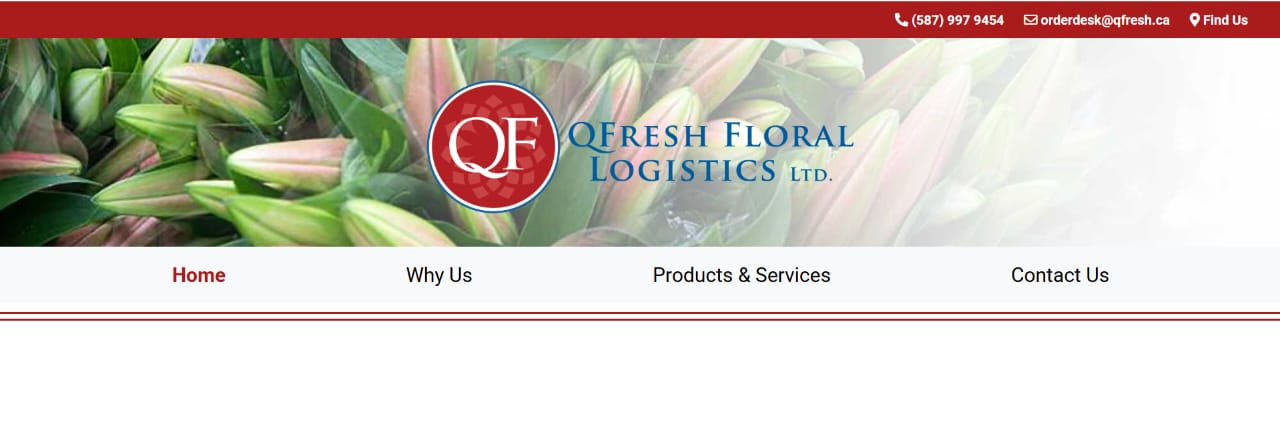 (587) 997 9454 orderdesk@qfresh.ca Find Us
QF
QFRESH FLORAL
LOGISTICS LTD.
Home Why Us Products & Services Contact Us